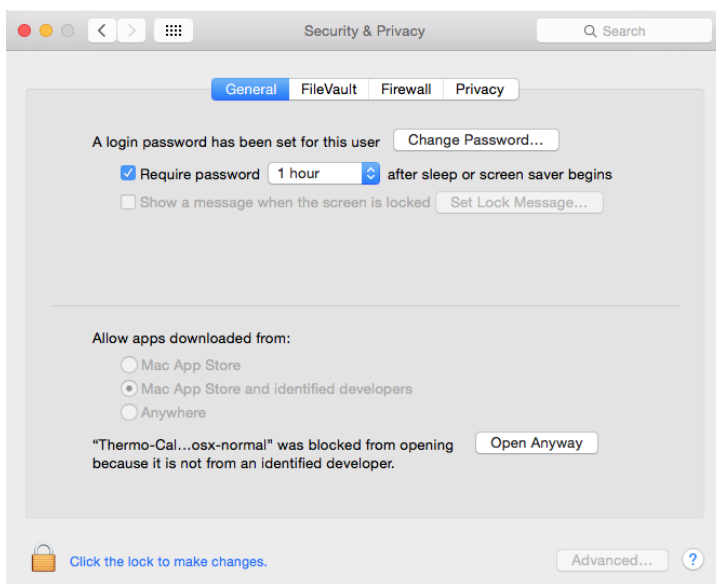 Security & Privacy
Search
General FileVault Firewall Privacy
A login password has been set for this user Change Password...
Require password 1 hour after sleep or screen saver begins
Show a message when the screen is locked Set Lock Message...
Allow apps downloaded from:
Mac App Store
Mac App Store and identified developers
Anywhere
“Thermo-Cal...osx-normal” was blocked from opening Open Anyway
because it is not from an identified developer.
Click the lock to make changes. Advanced... ?